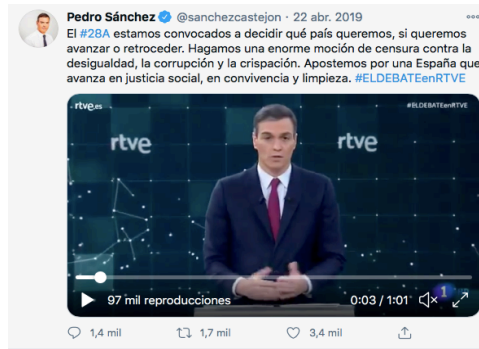 Pedro Sánchez @sanchezcastejon · 22 abr. 2019
El #28A estamos convocados a decidir qué país queremos, si queremos
avanzar o retroceder. Hagamos una enorme moción de censura contra la
desigualdad, la corrupción y la crispación. Apostemos por una España que
avanza en justicia social, en convivencia y limpieza. #ELDEBATEenRTVE
rtve.es
#ELDEBATEenRTVE
rtve
rtve
1
97 mil reproducciones
0:03 / 1:01
1,4 mil
1,7 mil
3,4 mil